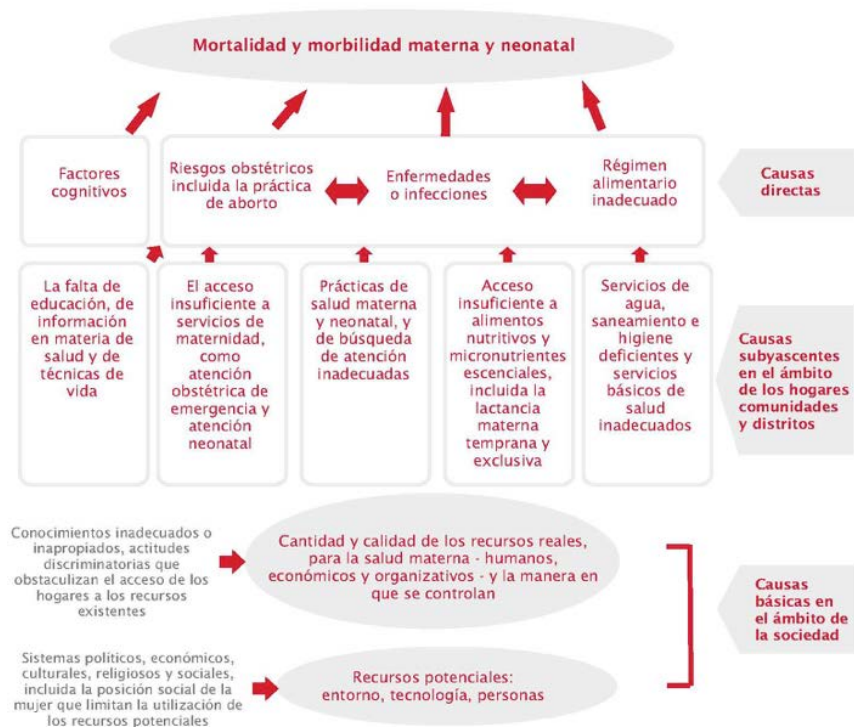 Mortalidad y morbilidad materna y neonatal
Factores
cognitivos
Riesgos obstétricos
incluida la práctica
de aborto
Enfermedades
o infecciones
Régimen
alimentario
inadecuado
Causas
directas
La falta de
educación, de
información
en materia de
salud y de
técnicas de
vida
El acceso
insuficiente a
servicios de
maternidad,
como
atención
obstétrica de
emergencia y
atención
neonatal
Prácticas de
salud materna
y neonatal, y
de búsqueda
de atención
inadecuadas
Acceso
insuficiente a
alimentos
nutritivos y
micronutrientes
escenciales,
incluida la
lactancia
materna
temprana y
exclusiva
Servicios de
agua,
saneamiento e
higiene
deficientes y
servicios
básicos de
salud
inadecuados
Causas
subyascentes
en el ámbito
de los hogares
comunidades
y distritos
Conocimientos inadecuados o
inapropiados, actitudes
discriminatorias que
obstaculizan el acceso de los
hogares a los recursos
existentes
Cantidad y calidad de los recursos reales,
para la salud materna - humanos,
económicos y organizativos - y la manera en
que se controlan
Causas
básicas en
el ámbito de
la sociedad
Sistemas políticos, económicos,
culturales, religiosos y sociales,
incluida la posición social de la
mujer que limitan la utilización de
los recursos potenciales
Recursos potenciales:
entorno, tecnología, personas